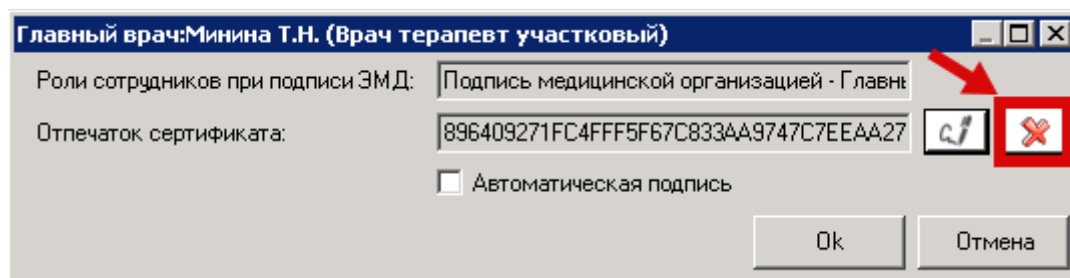 Главный врач:Минина Т.Н. (Врач терапевт участковый)
Роли сотрудников при подписи ЭМД: Подпись медицинской организацией - Главны
Отпечаток сертификата: 896409271FC4FFF5F67C833AA9747C7EEAA27
Автоматическая подпись
Ok Отмена